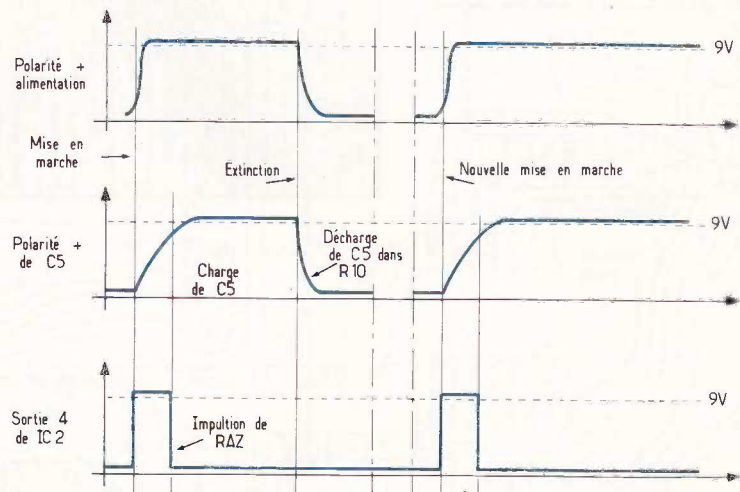 Polarité +
alimentation
9V
Mise en
marche
Extinction
Nouvelle mise en marche
Polarité +
de C5
Charge
de C5
Décharge
de C5 dans
R10
9V
Sortie 4
de IC2
Impultion de
RAZ
9V